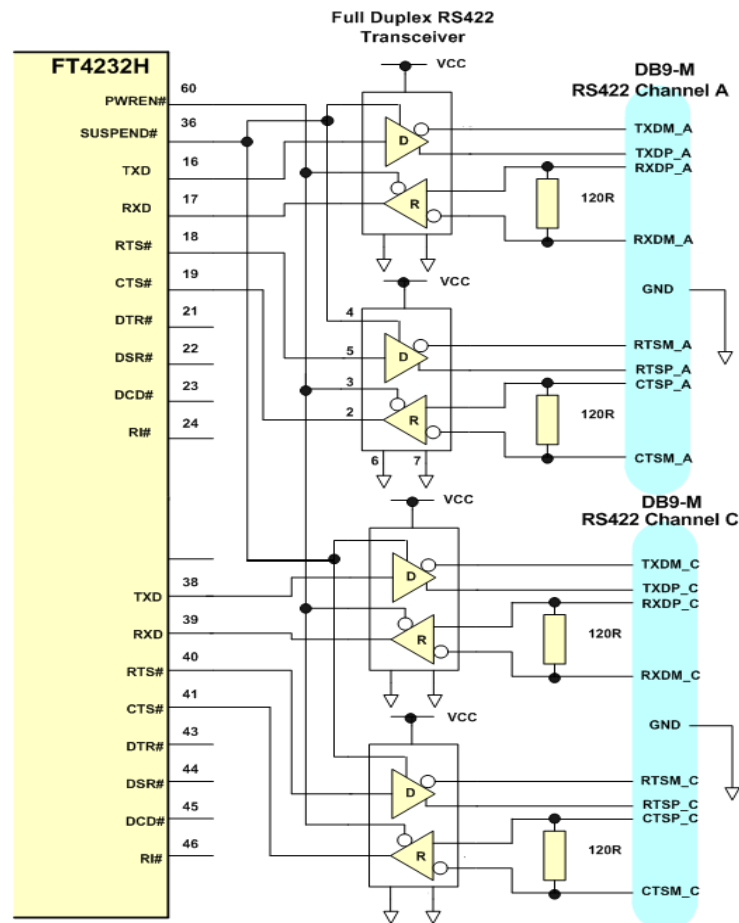 Full Duplex RS422
Transceiver
FT4232H
VCC
DB9-M
RS422 Channel A
60
PWREN#
36
SUSPEND#
16
TXD
17
RXD
18
RTS#
19
CTS#
21
DTR#
22
DSR#
23
DCD#
24
RI#
D
R
TXDM_A
TXDP_A
RXDP_A
120R
RXDM_A
GND
VCC
4
5
3
2
D
R
6
7
RTSM_A
RTSP_A
CTSP_A
120R
CTSM_A
DB9-M
RS422 Channel C
VCC
38
TXD
39
RXD
40
RTS#
41
CTS#
43
DTR#
44
DSR#
45
DCD#
46
RI#
D
R
TXDM_C
TXDP_C
RXDP_C
120R
RXDM_C
GND
VCC
D
R
RTSM_C
RTSP_C
CTSP_C
120R
CTSM_C